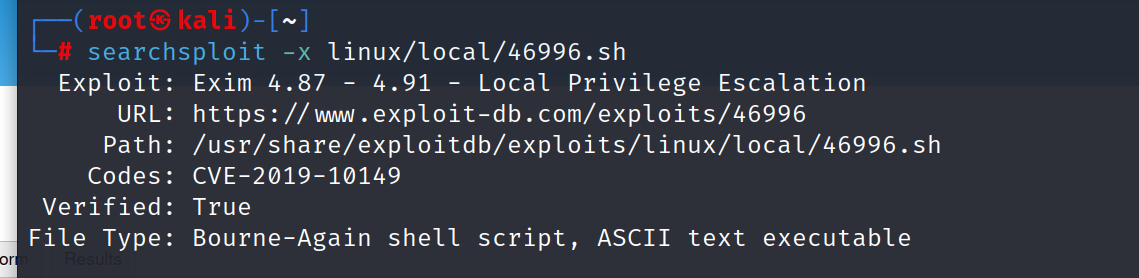 ┌──(root㉿kali)-[~]
└─# searchsploit -x linux/local/46996.sh
Exploit: Exim 4.87 - 4.91 - Local Privilege Escalation
URL: https://www.exploit-db.com/exploits/46996
Path: /usr/share/exploitdb/exploits/linux/local/46996.sh
Codes: CVE-2019-10149
Verified: True
File Type: Bourne-Again shell script, ASCII text executable
Results